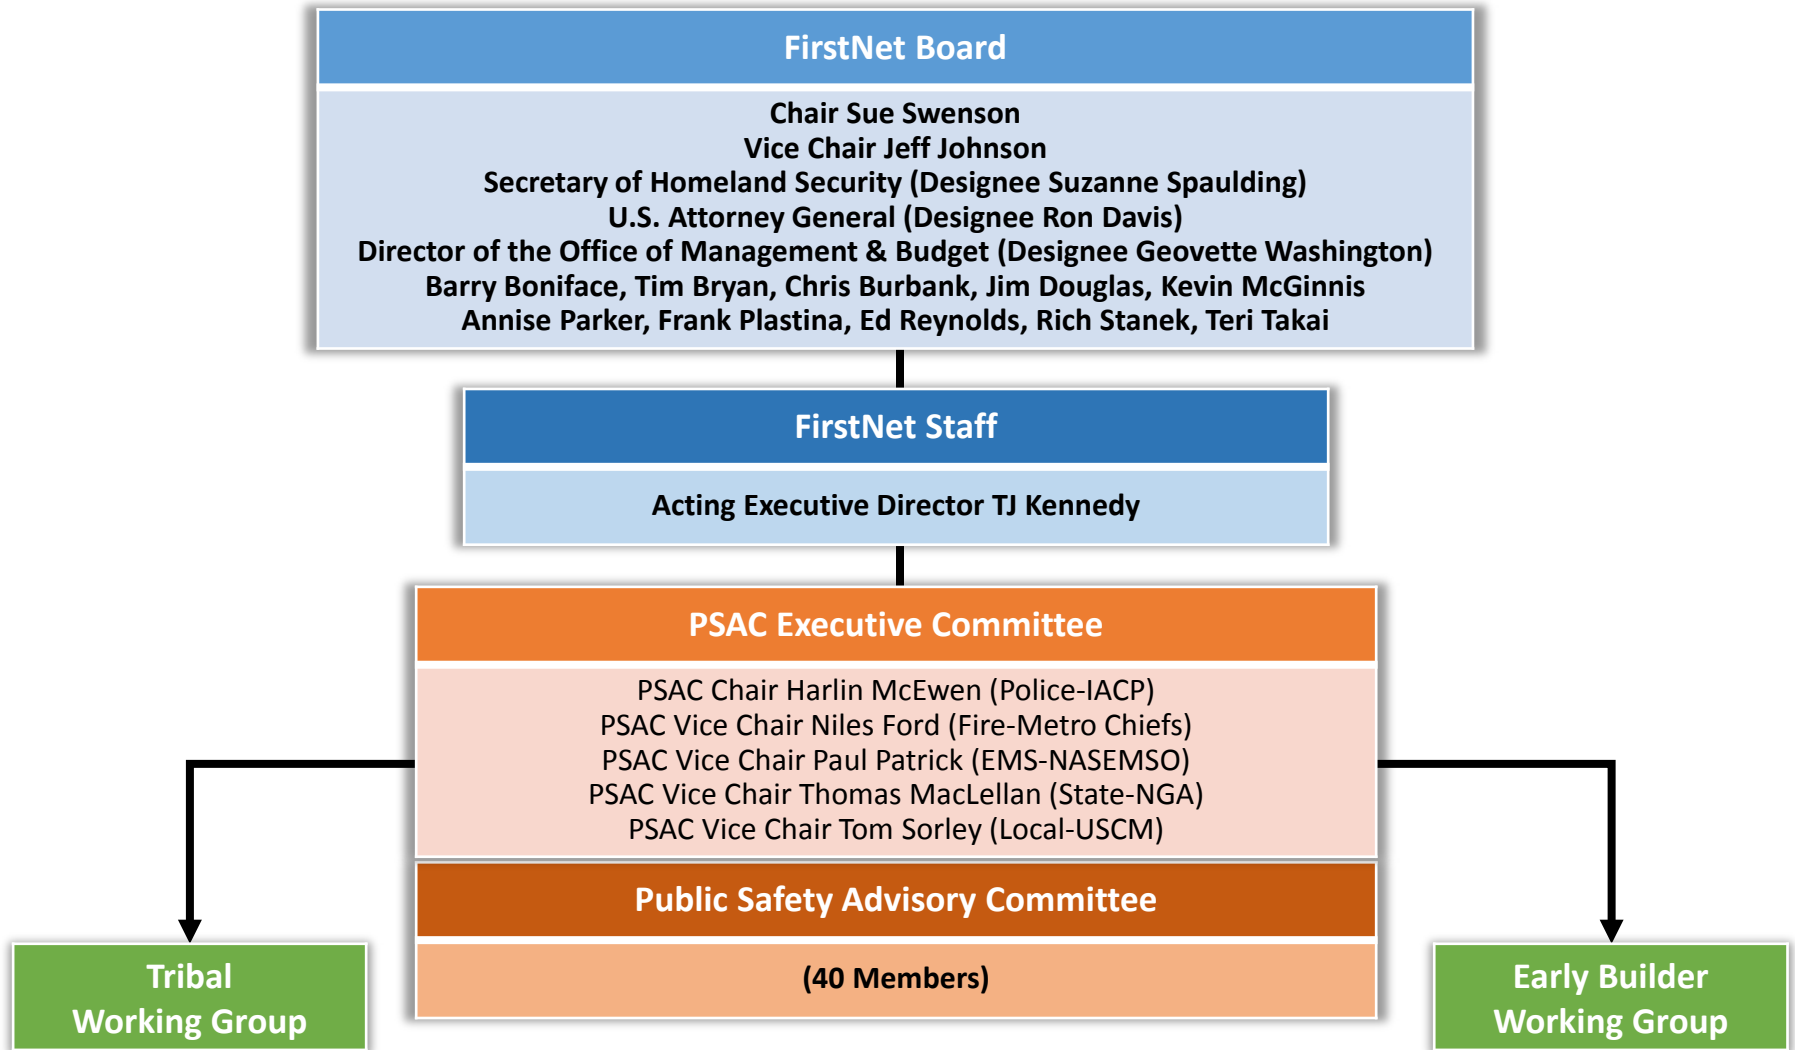 FirstNet Board
Chair Sue Swenson
Vice Chair Jeff Johnson
Secretary of Homeland Security (Designee Suzanne Spaulding)
U.S. Attorney General (Designee Ron Davis)
Director of the Office of Management & Budget (Designee Geovette Washington)
Barry Boniface, Tim Bryan, Chris Burbank, Jim Douglas, Kevin McGinnis
Annise Parker, Frank Plastina, Ed Reynolds, Rich Stanek, Teri Takai
FirstNet Staff
Acting Executive Director TJ Kennedy
PSAC Executive Committee
PSAC Chair Harlin McEwen (Police-IACP)
PSAC Vice Chair Niles Ford (Fire-Metro Chiefs)
PSAC Vice Chair Paul Patrick (EMS-NASEMSO)
PSAC Vice Chair Thomas MacLellan (State-NGA)
PSAC Vice Chair Tom Sorley (Local-USCM)
Public Safety Advisory Committee
(40 Members)
Tribal
Working Group
Early Builder
Working Group